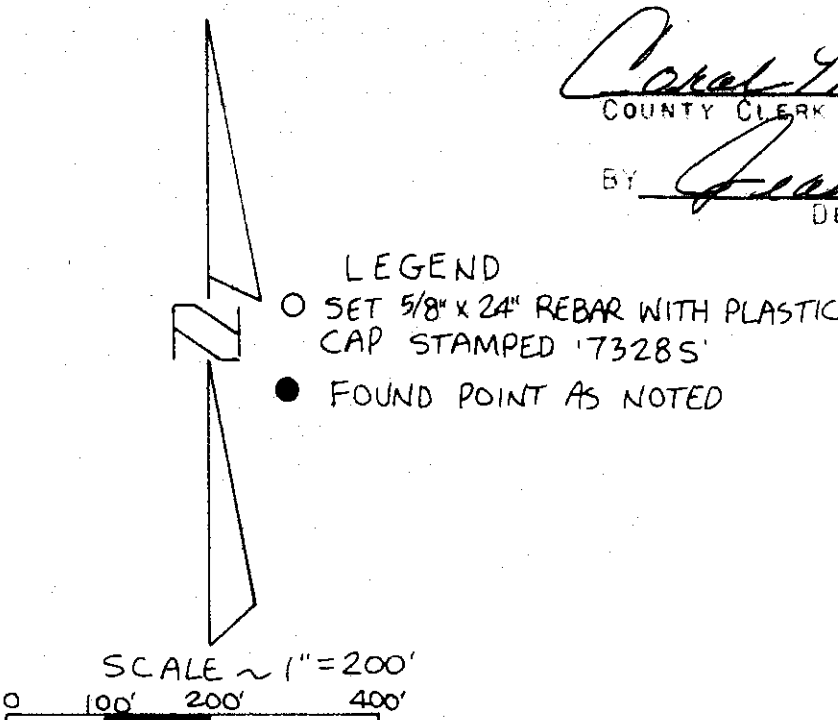 Coral
COUNTY CLERK
BY
LEGEND
SET 5/8" x 24" REBAR WITH PLASTIC
CAP STAMPED '7328S'
FOUND POINT AS NOTED
N
SCALE ~ 1"=200'
0 100' 200' 400'